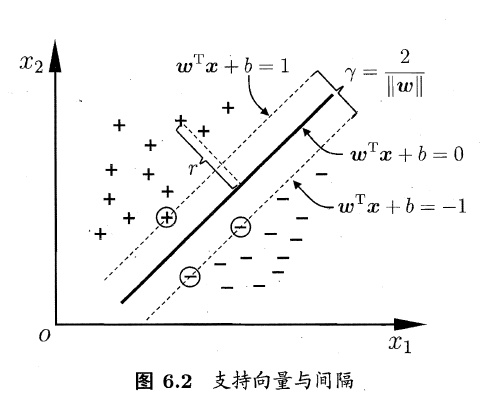 x₂
wᵀx + b = 1
γ = 2 / ‖w‖
wᵀx + b = 0
wᵀx + b = −1
r
O
x₁
图 6.2 支持向量与间隔